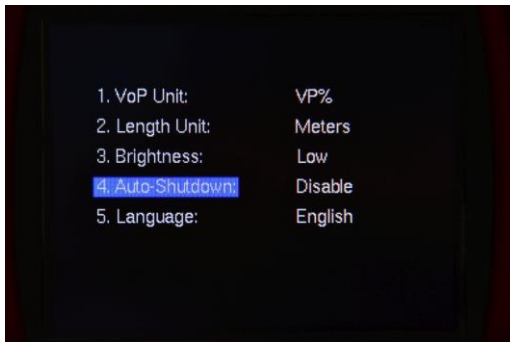 1. VoP Unit: VP%
2. Length Unit: Meters
3. Brightness: Low
4. Auto-Shutdown: Disable
5. Language: English